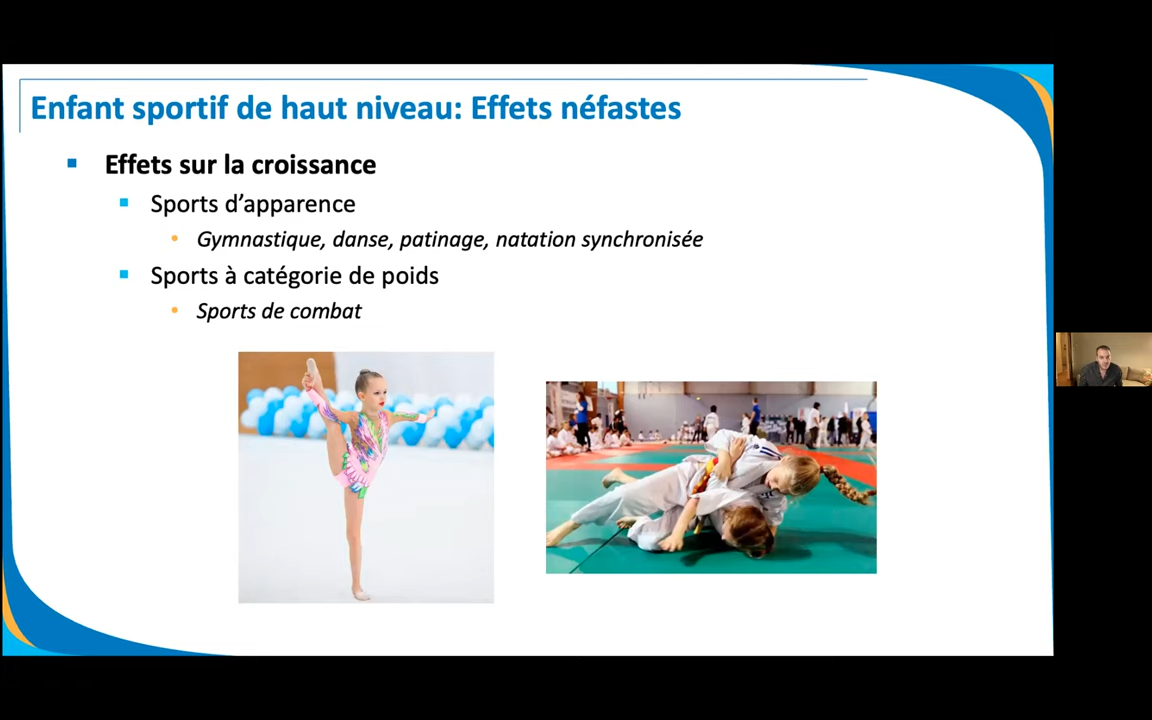 Enfant sportif de haut niveau: Effets néfastes
Effets sur la croissance
Sports d’apparence
Gymnastique, danse, patinage, natation synchronisée
Sports à catégorie de poids
Sports de combat